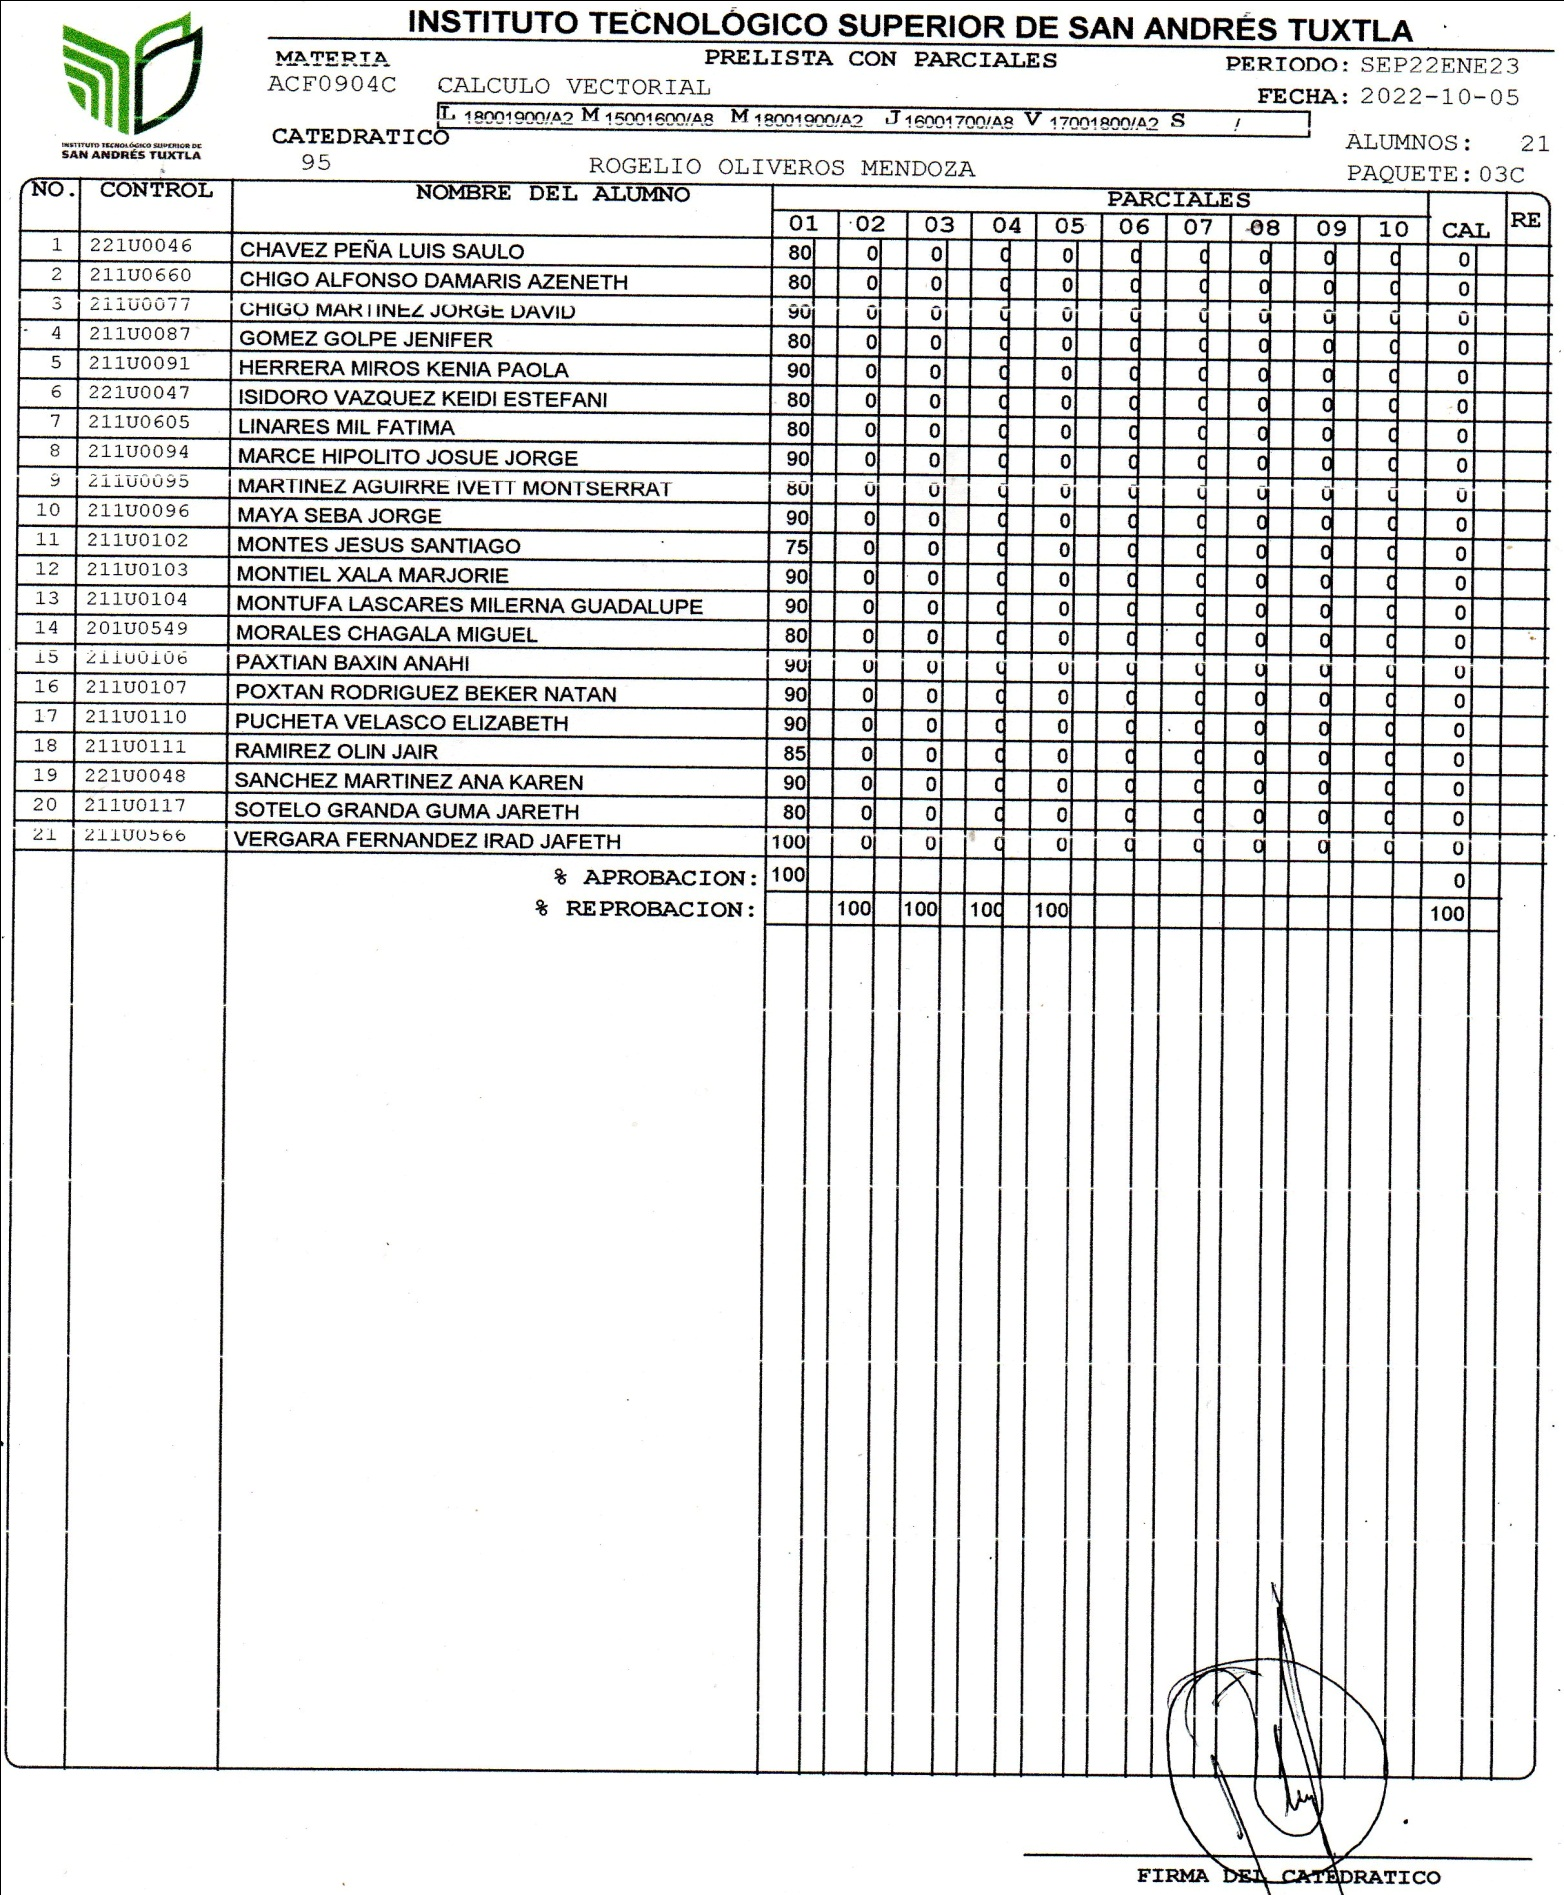 INSTITUTO TECNOLÓGICO SUPERIOR DE SAN ANDRÉS TUXTLA
MATERIA PRELISTA CON PARCIALES PERIODO: SEP22ENE23
ACF0904C CALCULO VECTORIAL FECHA: 2022-10-05
L 18001900/A2 M 15001600/A8 M 18001900/A2 J 16001700/A8 V 17001800/A2 S /
INSTITUTO TECNOLÓGICO SUPERIOR DE
SAN ANDRÉS TUXTLA
CATEDRATICO ALUMNOS: 21
95 ROGELIO OLIVEROS MENDOZA PAQUETE: 03C
NO. CONTROL NOMBRE DEL ALUMNO PARCIALES RE
01 02 03 04 05 06 07 08 09 10 CAL
1 221U0046 CHAVEZ PEÑA LUIS SAULO 80 0 0 0 0 0 0 0 0 0 0
2 211U0660 CHIGO ALFONSO DAMARIS AZENETH 80 0 0 0 0 0 0 0 0 0 0
3 211U0077 CHIGO MARTINEZ JORGE DAVID 90 0 0 0 0 0 0 0 0 0 0
4 211U0087 GOMEZ GOLPE JENIFER 80 0 0 0 0 0 0 0 0 0 0
5 211U0091 HERRERA MIROS KENIA PAOLA 90 0 0 0 0 0 0 0 0 0 0
6 221U0047 ISIDORO VAZQUEZ KEIDI ESTEFANI 80 0 0 0 0 0 0 0 0 0 0
7 211U0605 LINARES MIL FATIMA 80 0 0 0 0 0 0 0 0 0 0
8 211U0094 MARCE HIPOLITO JOSUE JORGE 90 0 0 0 0 0 0 0 0 0 0
9 211U0095 MARTINEZ AGUIRRE IVETT MONTSERRAT 80 0 0 0 0 0 0 0 0 0 0
10 211U0096 MAYA SEBA JORGE 90 0 0 0 0 0 0 0 0 0 0
11 211U0102 MONTES JESUS SANTIAGO 75 0 0 0 0 0 0 0 0 0 0
12 211U0103 MONTIEL XALA MARJORIE 90 0 0 0 0 0 0 0 0 0 0
13 211U0104 MONTUFA LASCARES MILERNA GUADALUPE 90 0 0 0 0 0 0 0 0 0 0
14 201U0549 MORALES CHAGALA MIGUEL 80 0 0 0 0 0 0 0 0 0 0
15 211U0106 PAXTIAN BAXIN ANAHI 90 0 0 0 0 0 0 0 0 0 0
16 211U0107 POXTAN RODRIGUEZ BEKER NATAN 90 0 0 0 0 0 0 0 0 0 0
17 211U0110 PUCHETA VELASCO ELIZABETH 90 0 0 0 0 0 0 0 0 0 0
18 211U0111 RAMIREZ OLIN JAIR 85 0 0 0 0 0 0 0 0 0 0
19 221U0048 SANCHEZ MARTINEZ ANA KAREN 90 0 0 0 0 0 0 0 0 0 0
20 211U0117 SOTELO GRANDA GUMA JARETH 80 0 0 0 0 0 0 0 0 0 0
21 211U0566 VERGARA FERNANDEZ IRAD JAFETH 100 0 0 0 0 0 0 0 0 0 0
% APROBACION: 100 0
% REPROBACION: 100 100 100 100 100
FIRMA DEL CATEDRATICO